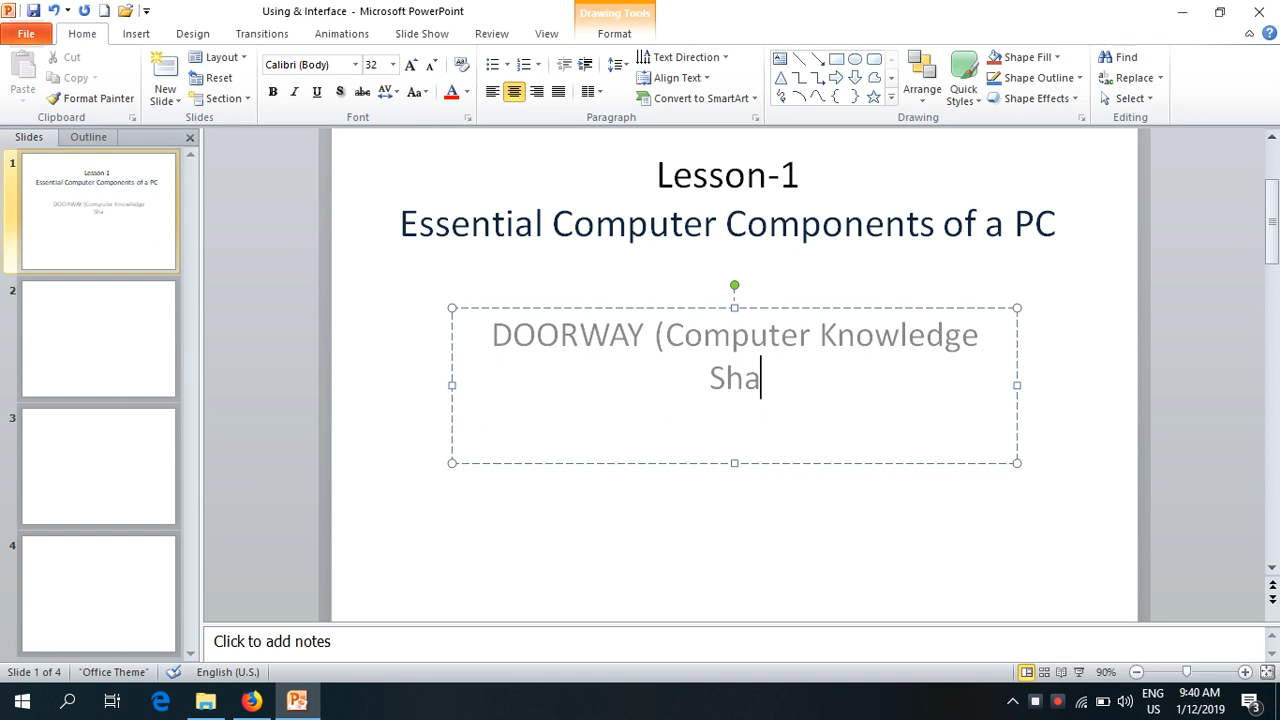 Using & Interface - Microsoft PowerPoint
Drawing Tools
File Home Insert Design Transitions Animations Slide Show Review View Format
Paste Cut Copy Format Painter Clipboard
New Slide Layout Reset Section Slides
Calibri (Body) 32 B I U S abc AV Aa A Font
Text Direction Align Text Convert to SmartArt Paragraph
Arrange Quick Styles Shape Fill Shape Outline Shape Effects Drawing
Find Replace Select Editing
Slides Outline
1
Lesson-1
Essential Computer Components of a PC
DOORWAY (Computer Knowledge
Sha
2
3
4
Lesson-1
Essential Computer Components of a PC
DOORWAY (Computer Knowledge
Sha
Click to add notes
Slide 1 of 4 "Office Theme" English (U.S.) 90%
ENG
US
9:40 AM
1/12/2019
3